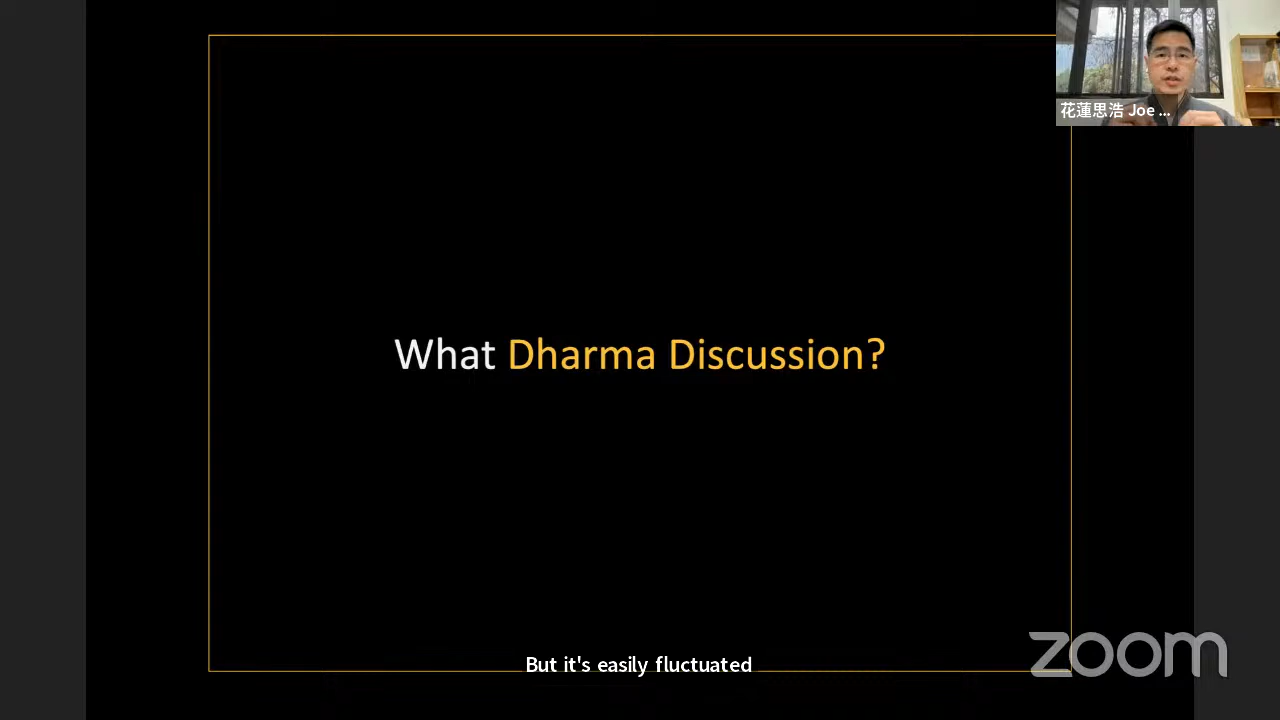 花蓮思浩 Joe ...
What Dharma Discussion?
But it's easily fluctuated
zoom